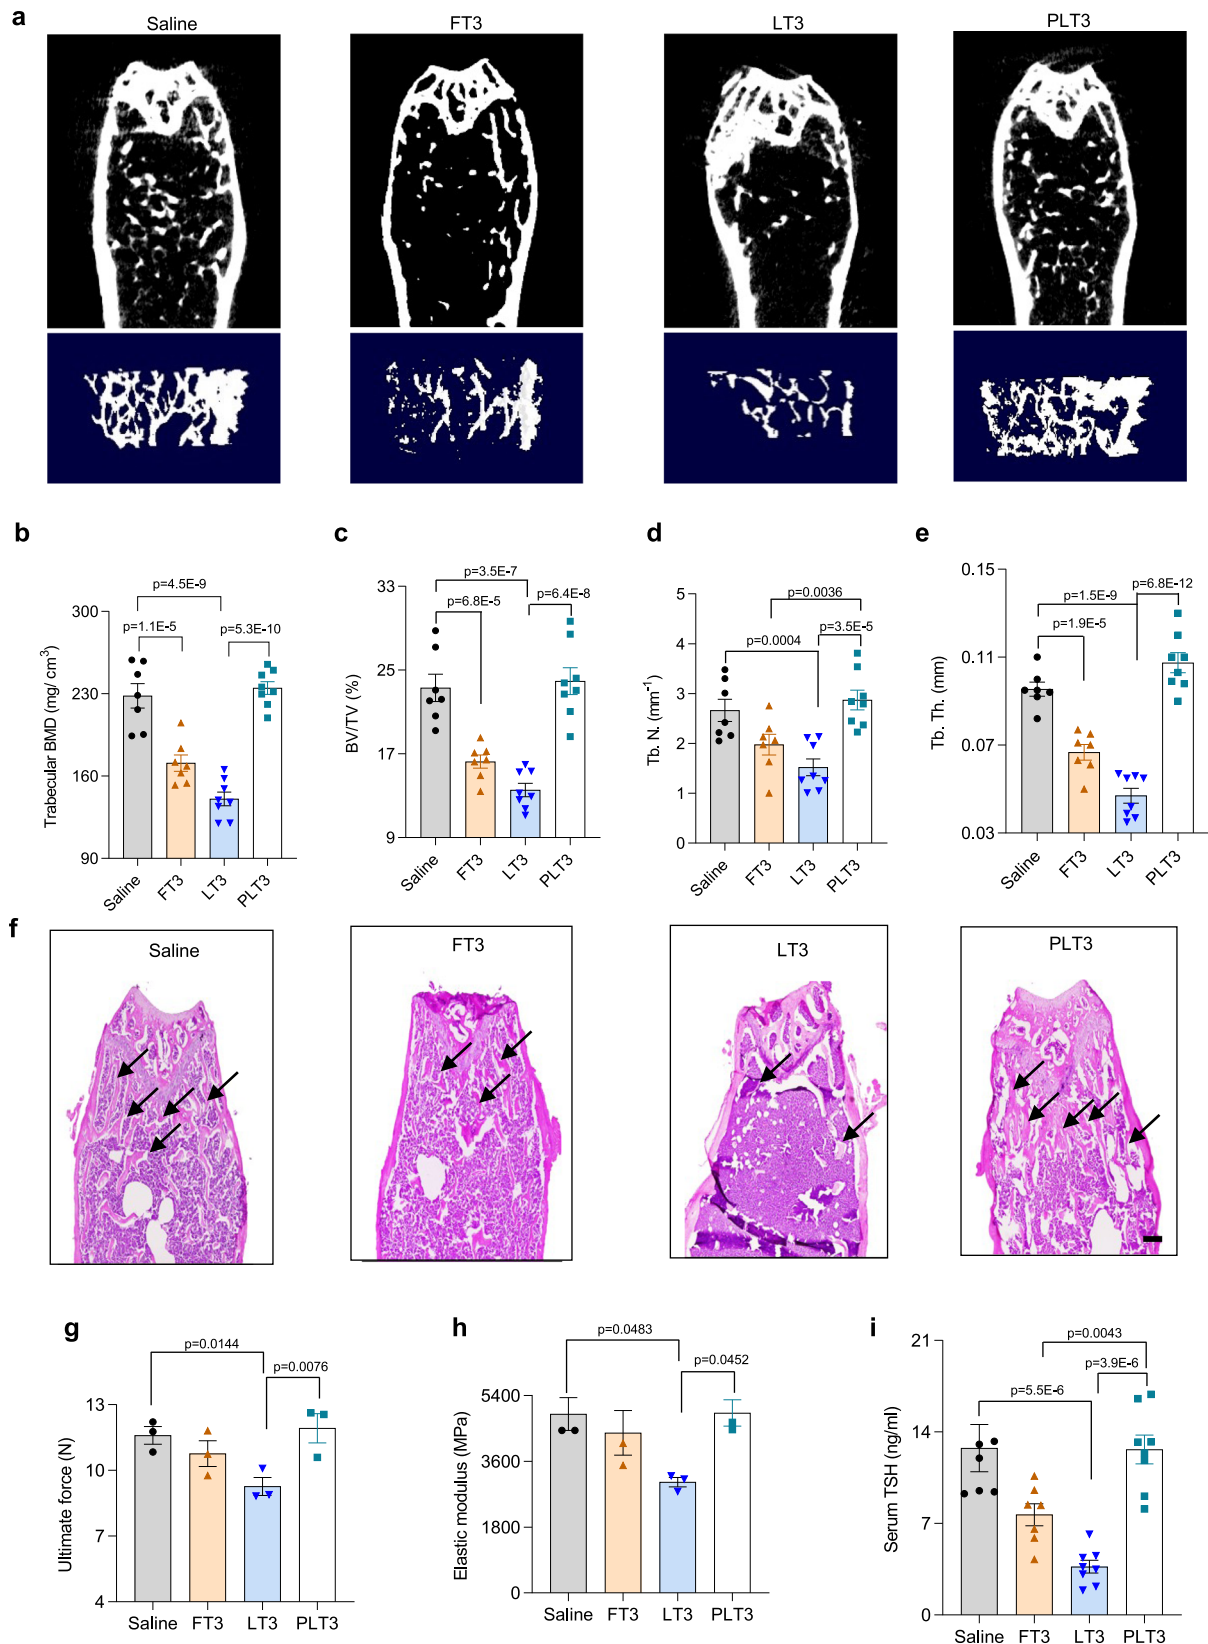 a
Saline FT3 LT3 PLT3
b
Trabecular BMD (mg/ cm³)
300
230
160
90
p=4.5E-9
p=1.1E-5
p=5.3E-10
Saline FT3 LT3 PLT3
c
BV/TV (%)
33
25
17
9
p=3.5E-7
p=6.8E-5
p=6.4E-8
Saline FT3 LT3 PLT3
d
Tb. N. (mm⁻¹)
5
4
3
2
1
0
p=0.0036
p=3.5E-5
p=0.0004
Saline FT3 LT3 PLT3
e
Tb. Th. (mm)
0.15
0.11
0.07
0.03
p=6.8E-12
p=1.5E-9
p=1.9E-5
Saline FT3 LT3 PLT3
f
Saline FT3 LT3 PLT3
g
Ultimate force (N)
13
10
7
4
p=0.0144
p=0.0076
Saline FT3 LT3 PLT3
h
Elastic modulus (MPa)
5400
3600
1800
0
p=0.0483
p=0.0452
Saline FT3 LT3 PLT3
i
Serum TSH (ng/ml)
21
14
7
0
p=0.0043
p=3.9E-6
p=5.5E-6
Saline FT3 LT3 PLT3